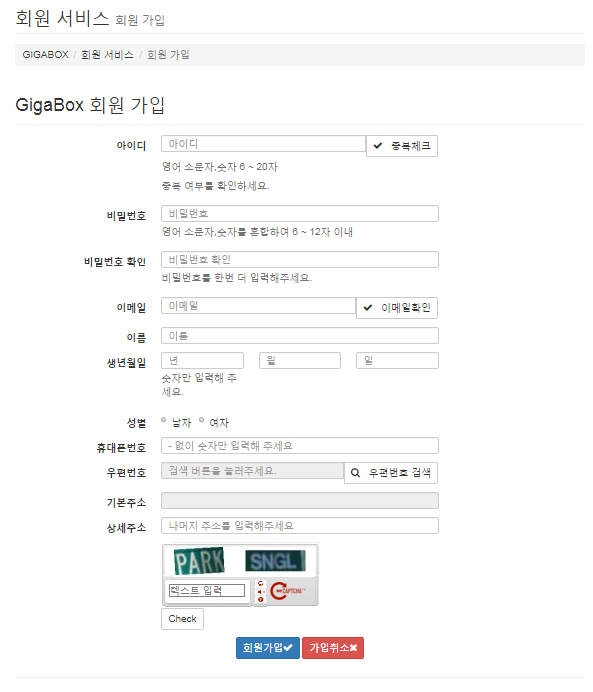 회원 서비스 회원 가입
GIGABOX / 회원 서비스 / 회원 가입
GigaBox 회원 가입
아이디 아이디 중복체크
영어 소문자,숫자 6 ~ 20자
중복 여부를 확인하세요.
비밀번호 비밀번호
영어 소문자,숫자를 혼합하여 6 ~ 12자 이내
비밀번호 확인 비밀번호 확인
비밀번호를 한번 더 입력해주세요.
이메일 이메일 이메일확인
이름 이름
생년월일 년 월 일
숫자만 입력해 주
세요.
성별 남자 여자
휴대폰번호 - 없이 숫자만 입력해 주세요
우편번호 검색 버튼을 눌러주세요. 우편번호 검색
기본주소
상세주소 나머지 주소를 입력해주세요
PARK SNGL
텍스트 입력 CAPTCHA
Check
회원가입 가입취소